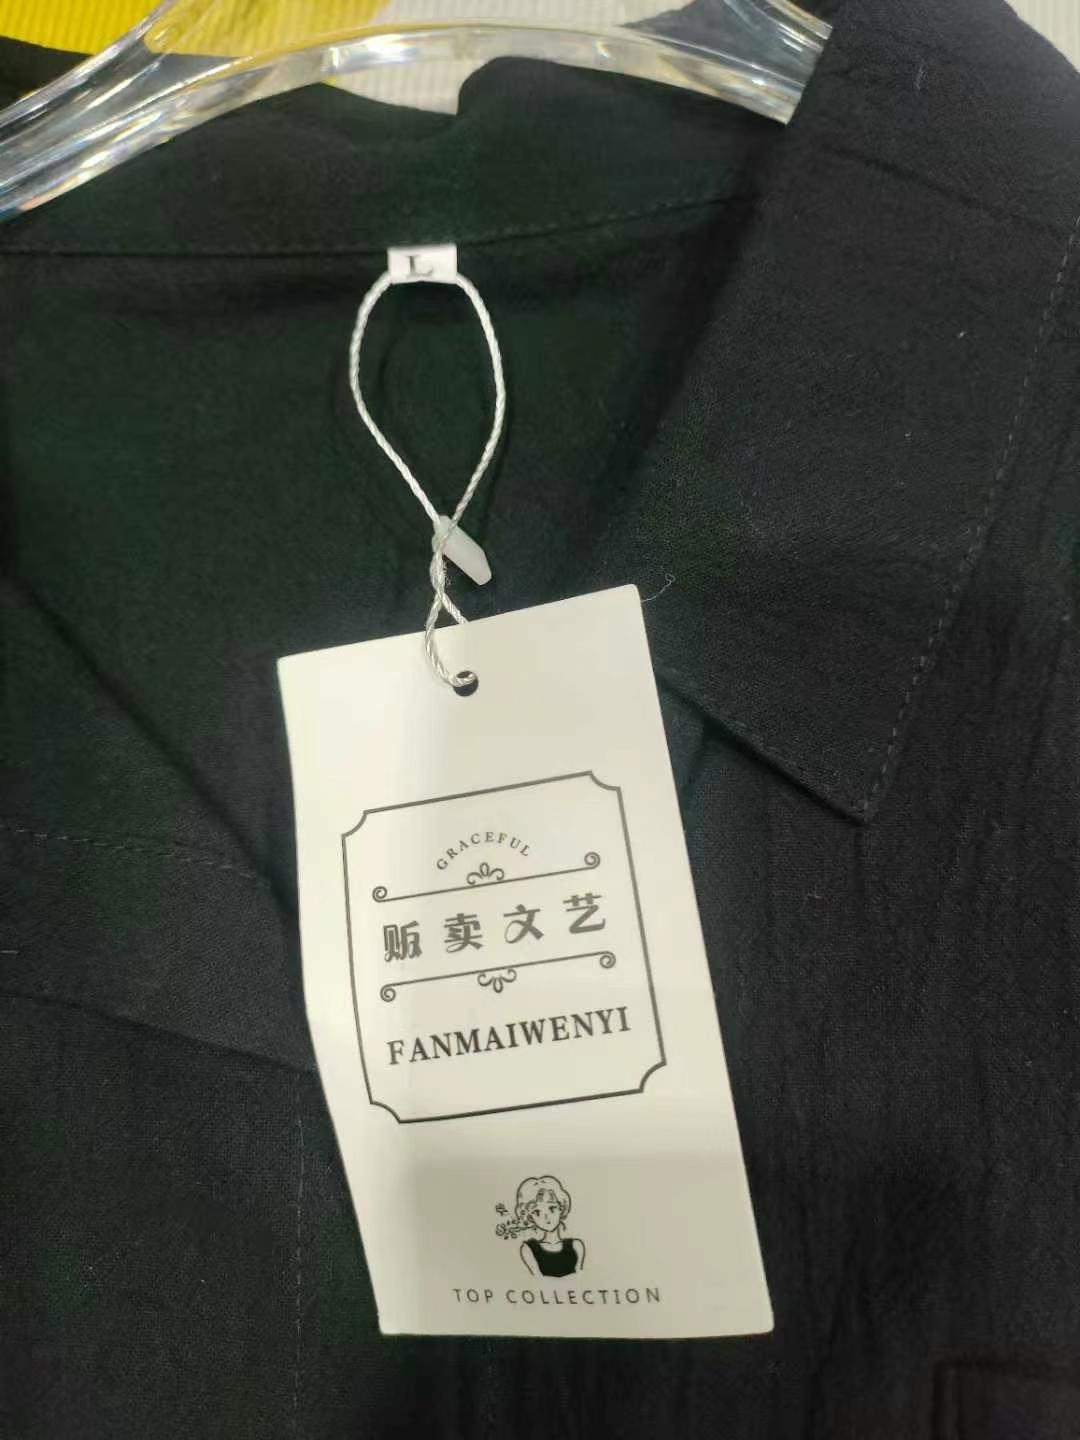 L
GRACEFUL
贩卖文艺
FANMAIWENYI
TOP COLLECTION